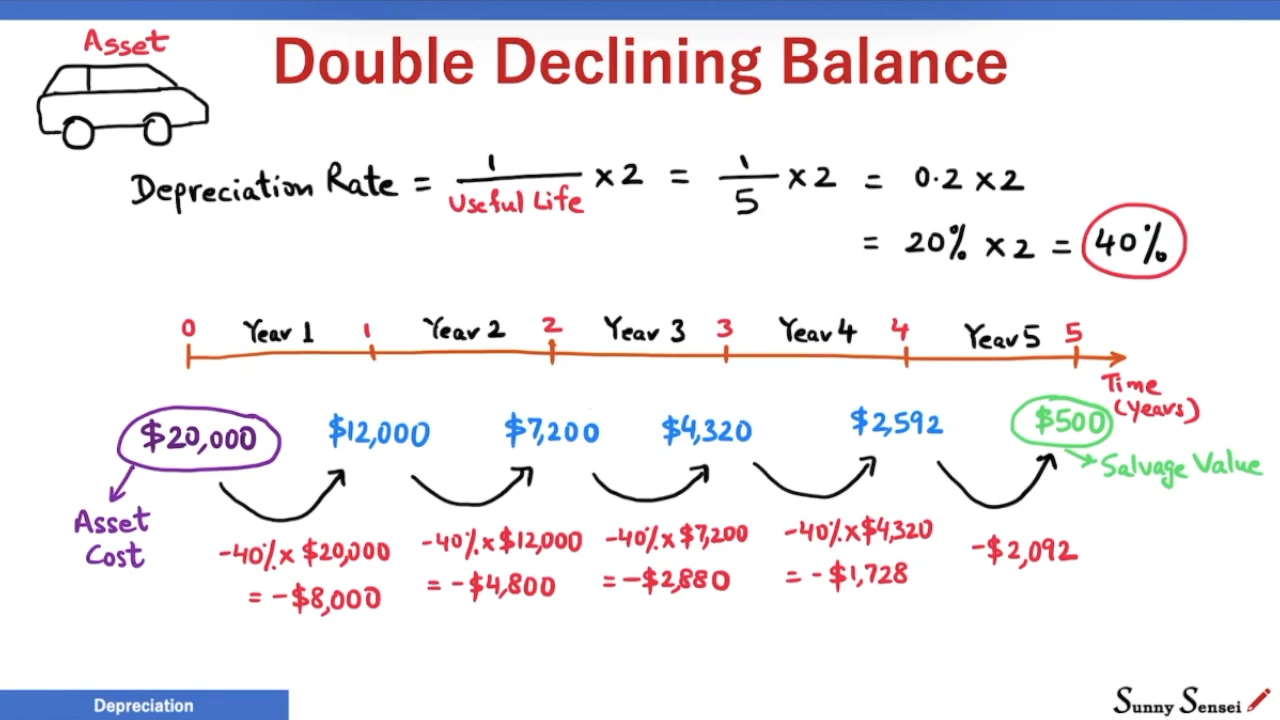 Asset
Double Declining Balance
Depreciation Rate = 1 / Useful Life × 2 = 1 / 5 × 2 = 0.2 × 2
= 20% × 2 = 40%
0 Year 1 1 Year 2 2 Year 3 3 Year 4 4 Year 5 5
Time
(Years)
$20,000 $12,000 $7,200 $4,320 $2,592 $500
Salvage Value
Asset
Cost
-40% × $20,000
= -$8,000
-40% × $12,000
= -$4,800
-40% × $7,200
= -$2,880
-40% × $4,320
= -$1,728
-$2,092
Depreciation
Sunny Sensei